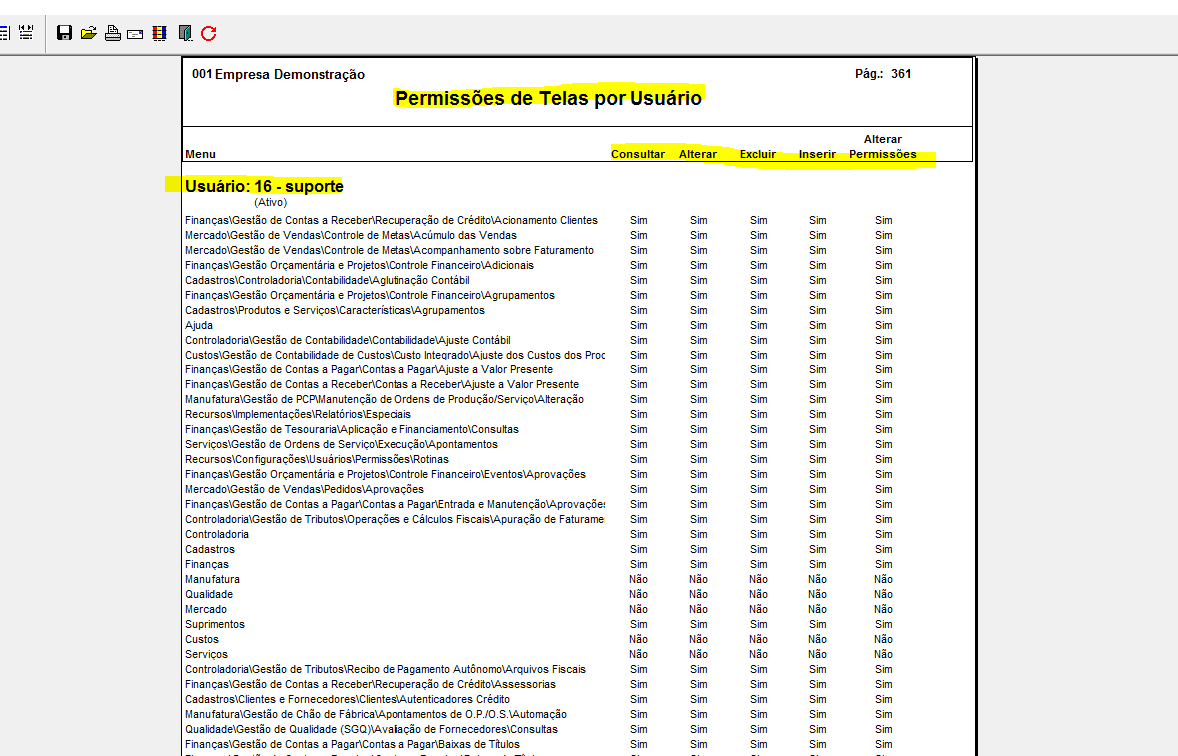 001 Empresa Demonstração Pág.: 361
Permissões de Telas por Usuário
Alterar
Menu Consultar Alterar Excluir Inserir Permissões
Usuário: 16 - suporte
(Ativo)
Finanças\Gestão de Contas a Receber\Recuperação de Crédito\Acionamento Clientes Sim Sim Sim Sim Sim
Mercado\Gestão de Vendas\Controle de Metas\Acúmulo das Vendas Sim Sim Sim Sim Sim
Mercado\Gestão de Vendas\Controle de Metas\Acompanhamento sobre Faturamento Sim Sim Sim Sim Sim
Finanças\Gestão Orçamentária e Projetos\Controle Financeiro\Adicionais Sim Sim Sim Sim Sim
Cadastros\Controladoria\Contabilidade\Aglutinação Contábil Sim Sim Sim Sim Sim
Finanças\Gestão Orçamentária e Projetos\Controle Financeiro\Agrupamentos Sim Sim Sim Sim Sim
Cadastros\Produtos e Serviços\Características\Agrupamentos Sim Sim Sim Sim Sim
Ajuda Sim Sim Sim Sim Sim
Controladoria\Gestão de Contabilidade\Contabilidade\Ajuste Contábil Sim Sim Sim Sim Sim
Custos\Gestão de Contabilidade de Custos\Custo Integrado\Ajuste dos Custos dos Proc Sim Sim Sim Sim Sim
Finanças\Gestão de Contas a Pagar\Contas a Pagar\Ajuste a Valor Presente Sim Sim Sim Sim Sim
Finanças\Gestão de Contas a Receber\Contas a Receber\Ajuste a Valor Presente Sim Sim Sim Sim Sim
Manufatura\Gestão de PCP\Manutenção de Ordens de Produção/Serviço\Alteração Sim Sim Sim Sim Sim
Recursos\Implementações\Relatórios\Especiais Sim Sim Sim Sim Sim
Finanças\Gestão de Tesouraria\Aplicação e Financiamento\Consultas Sim Sim Sim Sim Sim
Serviços\Gestão de Ordens de Serviço\Execução\Apontamentos Sim Sim Sim Sim Sim
Recursos\Configurações\Usuários\Permissões\Rotinas Sim Sim Sim Sim Sim
Finanças\Gestão Orçamentária e Projetos\Controle Financeiro\Eventos\Aprovações Sim Sim Sim Sim Sim
Mercado\Gestão de Vendas\Pedidos\Aprovações Sim Sim Sim Sim Sim
Finanças\Gestão de Contas a Pagar\Contas a Pagar\Entrada e Manutenção\Aprovações Sim Sim Sim Sim Sim
Controladoria\Gestão de Tributos\Operações e Cálculos Fiscais\Apuração de Faturame Sim Sim Sim Sim Sim
Controladoria Sim Sim Sim Sim Sim
Cadastros Sim Sim Sim Sim Sim
Finanças Sim Sim Sim Sim Sim
Manufatura Não Não Não Não Não
Qualidade Não Não Não Não Não
Mercado Não Não Não Não Não
Suprimentos Sim Sim Sim Sim Sim
Custos Não Não Não Não Não
Serviços Não Não Não Não Não
Controladoria\Gestão de Tributos\Recibo de Pagamento Autônomo\Arquivos Fiscais Sim Sim Sim Sim Sim
Finanças\Gestão de Contas a Receber\Recuperação de Crédito\Assessorias Sim Sim Sim Sim Sim
Cadastros\Clientes e Fornecedores\Clientes\Autenticadores Crédito Sim Sim Sim Sim Sim
Manufatura\Gestão de Chão de Fábrica\Apontamentos de O.P./O.S.\Automação Sim Sim Sim Sim Sim
Qualidade\Gestão de Qualidade (SGQ)\Avaliação de Fornecedores\Consultas Sim Sim Sim Sim Sim
Finanças\Gestão de Contas a Pagar\Contas a Pagar\Baixas de Títulos Sim Sim Sim Sim Sim